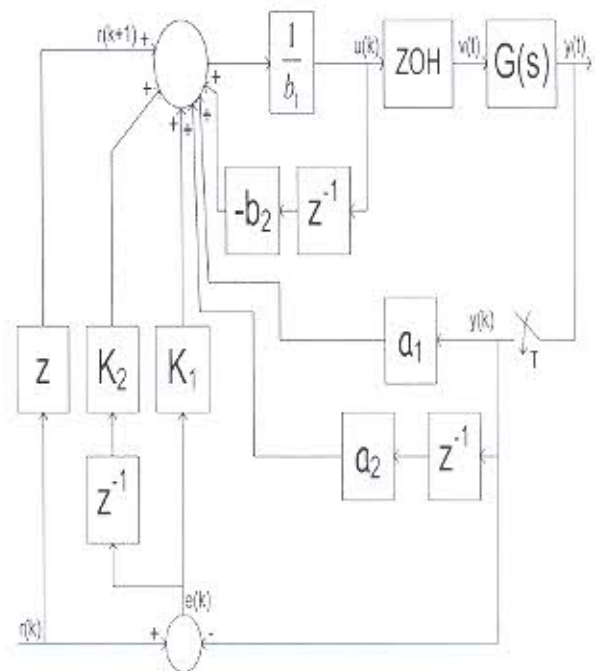 r(k+1) +
1
b₁
u(k)
ZOH
v(t)
G(s)
y(t)
+
+
+
+
+
-b₂
z⁻¹
z
K₂
K₁
a₁
y(k)
T
a₂
z⁻¹
z⁻¹
e(k)
r(k)
+
-